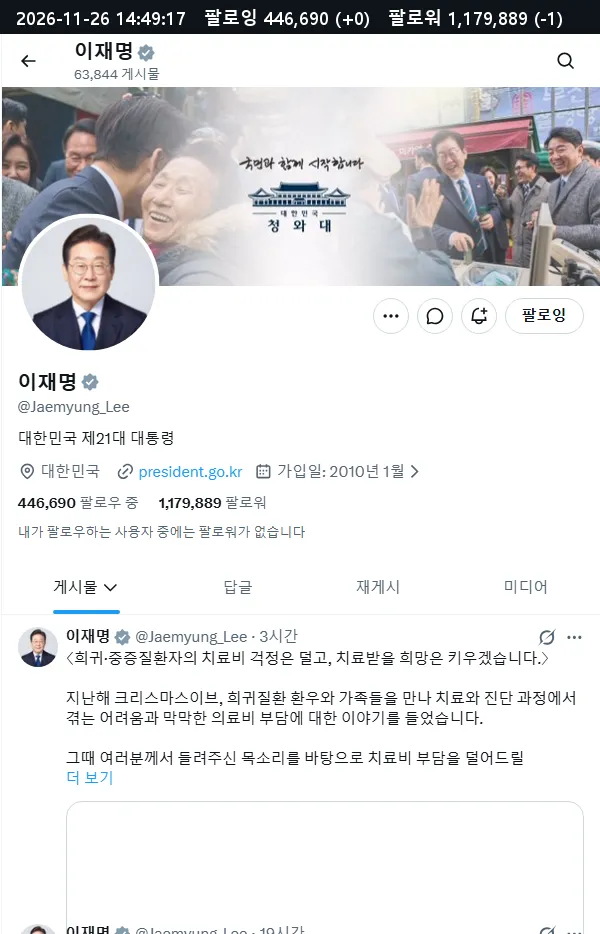 2026-11-26 14:49:17 팔로잉 446,690 (+0) 팔로워 1,179,889 (-1)
이재명
63,844 게시물
국민과 함께 시작합니다
대한민국
청와대
팔로잉
이재명
@Jaemyung_Lee
대한민국 제21대 대통령
대한민국 president.go.kr 가입일: 2010년 1월
446,690 팔로우 중 1,179,889 팔로워
내가 팔로우하는 사용자 중에는 팔로워가 없습니다
게시물 답글 재게시 미디어
이재명 @Jaemyung_Lee · 3시간
〈희귀·중증질환자의 치료비 걱정은 덜고, 치료받을 희망은 키우겠습니다.〉
지난해 크리스마스이브, 희귀질환 환우와 가족들을 만나 치료와 진단 과정에서
겪는 어려움과 막막한 의료비 부담에 대한 이야기를 들었습니다.
그때 여러분께서 들려주신 목소리를 바탕으로 치료비 부담을 덜어드릴
더 보기
이재명 @Jaemyung_Lee · 19시간